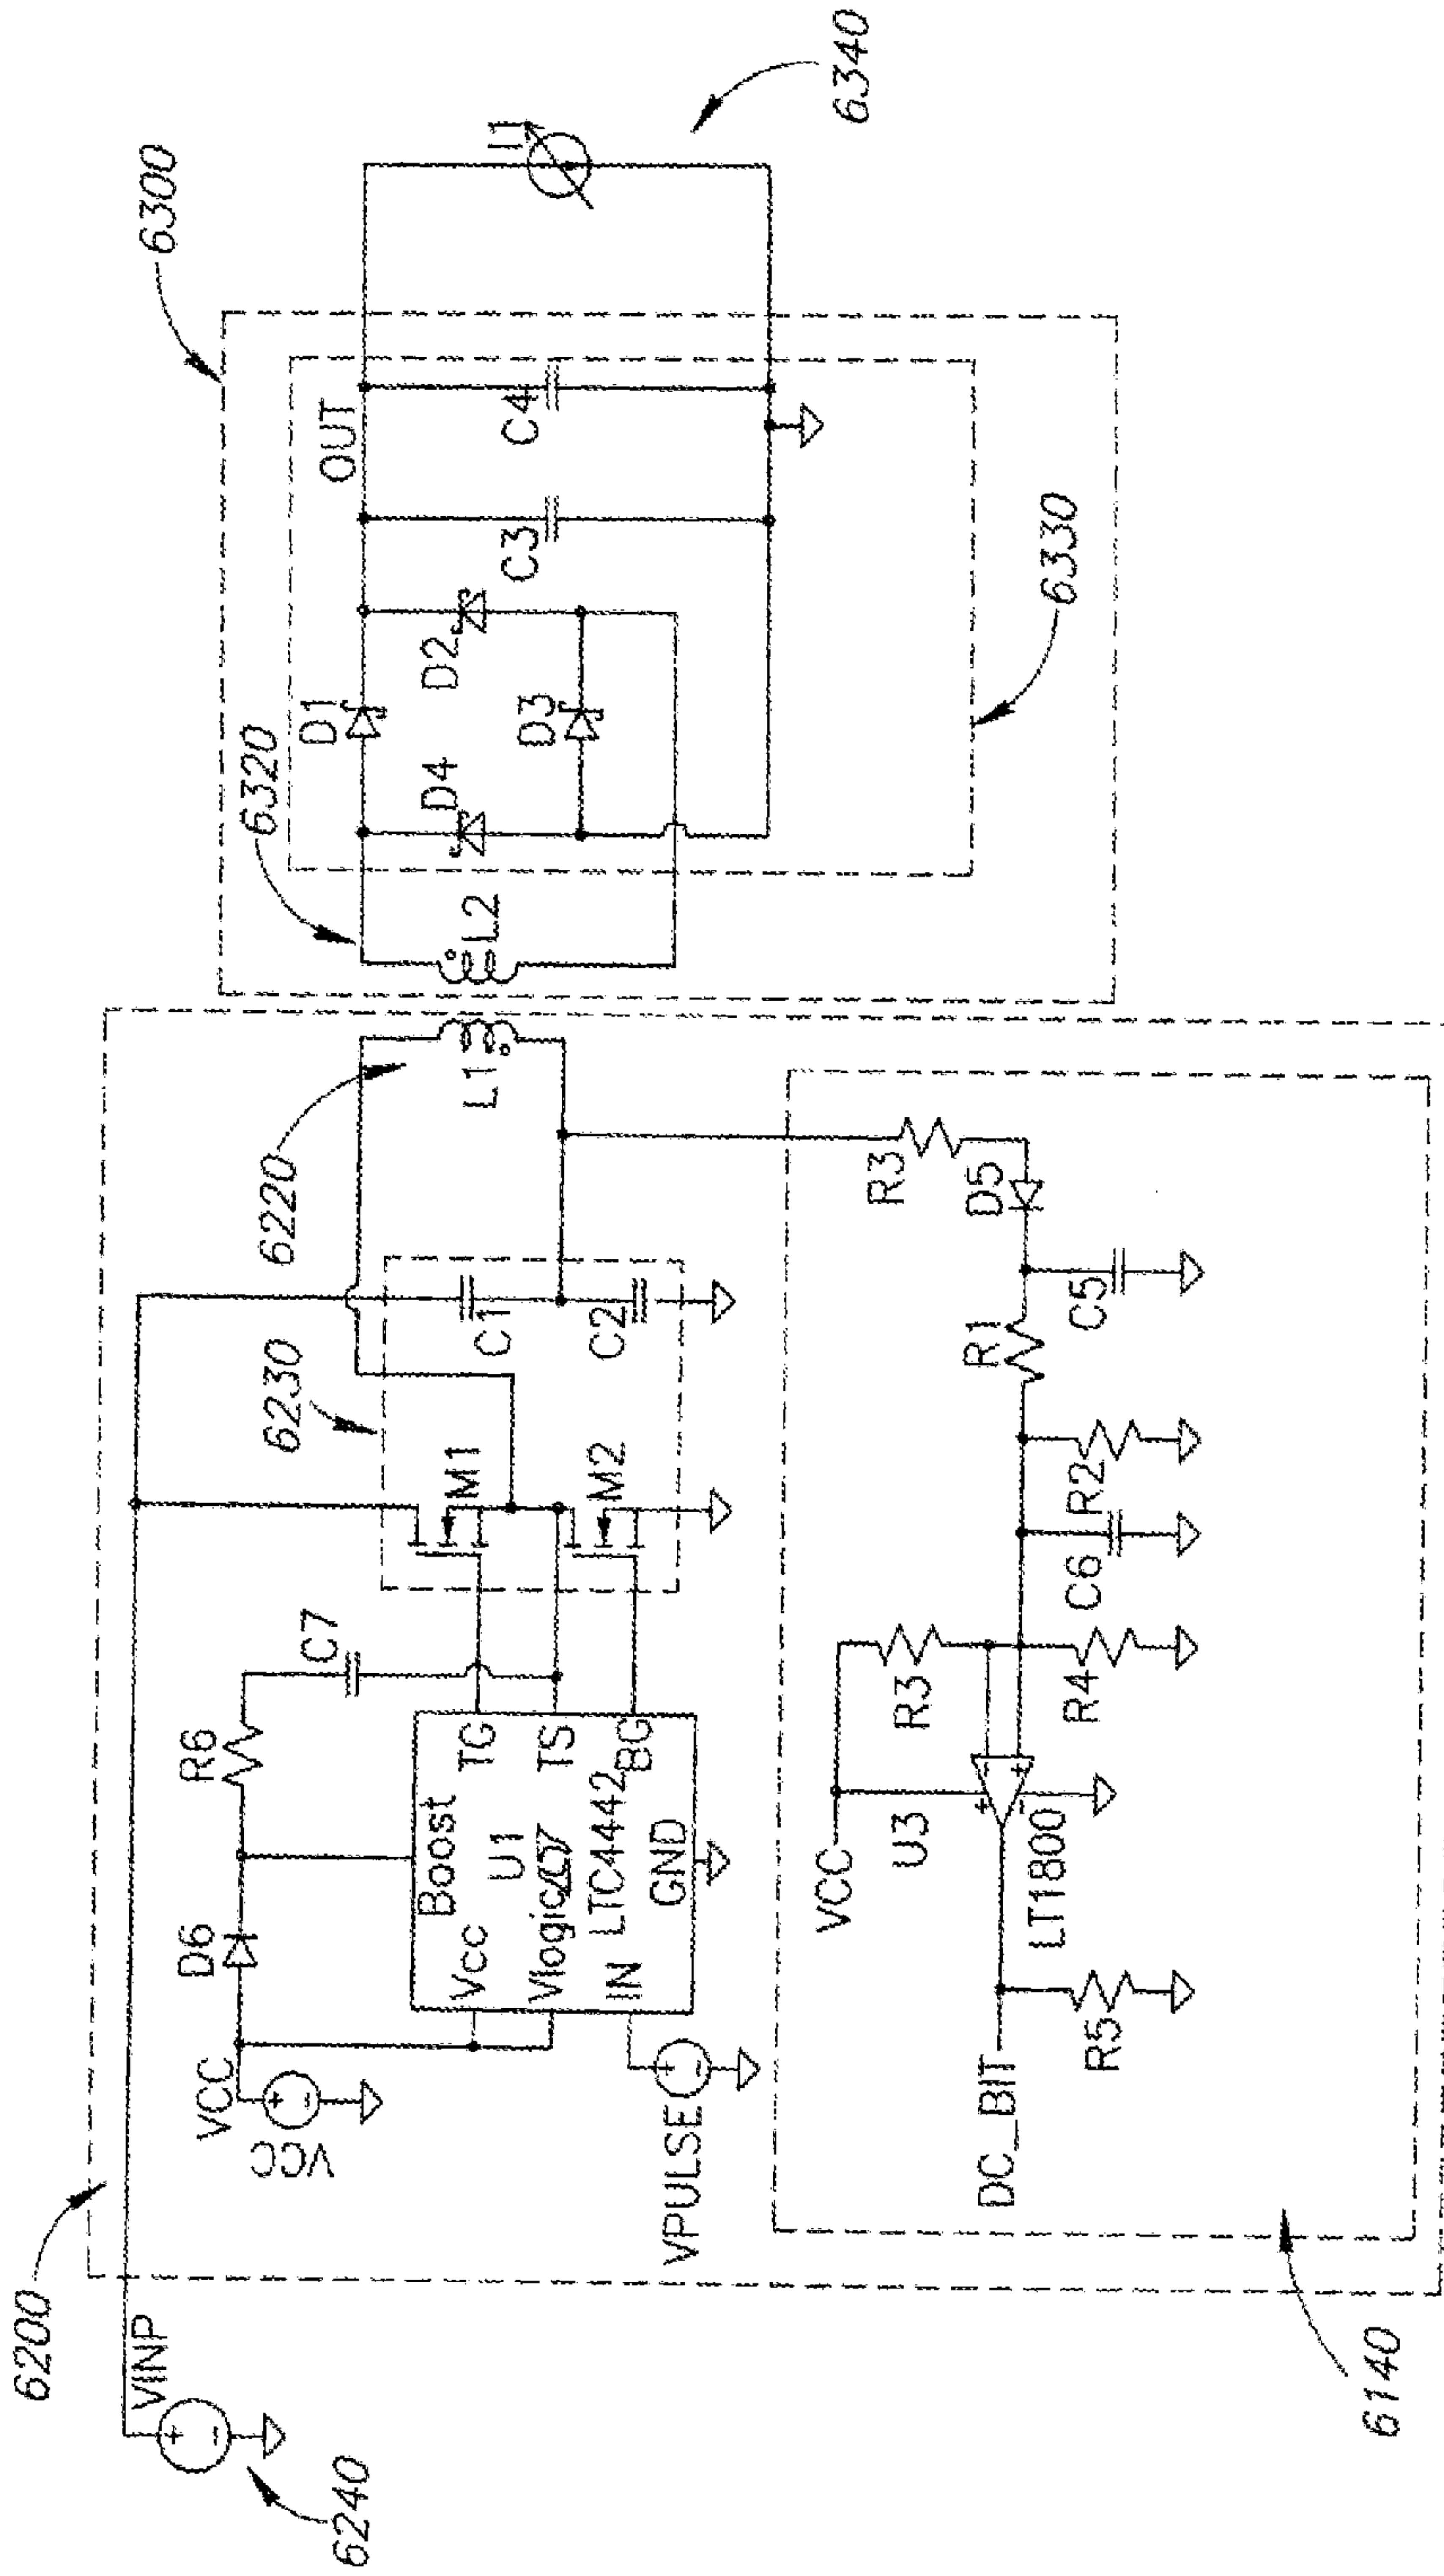 6240
VINP
6200
VCC
VCC
D6
R6
C7
Boost
Vcc
U1
Vlogic
LTC4442
IN
GND
TG
TS
BG
VPULSE
M1
M2
6230
C1
C2
6220
L1
L2
6320
6300
D1
D4
D2
D3
OUT
C3
C4
I1
6340
6330
6140
DC_BIT
R5
VCC
U3
LT1800
R3
R4
C6
R2
R1
C5
D5
R3